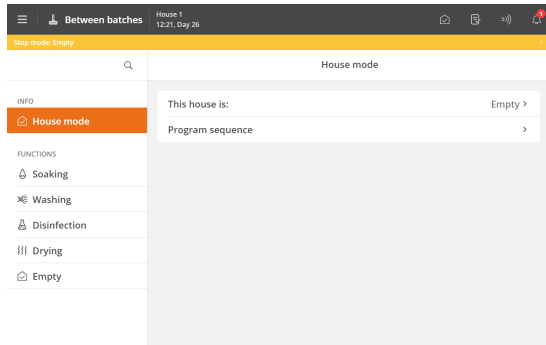 Between batches
House 1
12:21, Day 26
1
Stop mode: Empty
House mode
INFO
House mode
FUNCTIONS
Soaking
Washing
Disinfection
Drying
Empty
This house is: Empty
Program sequence